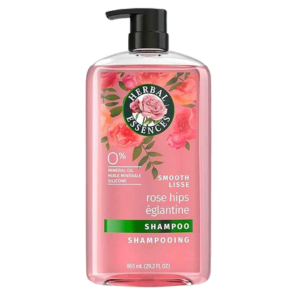 HERBAL
ESSENCES
0%
MINERAL OIL
HUILE MINÉRALE
SILICONE
SMOOTH
LISSE
rose hips
églantine
SHAMPOO
SHAMPOOING
865 mL (29.2 FL OZ)